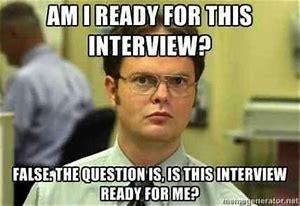 AM I READY FOR THIS
INTERVIEW?
FALSE. THE QUESTION IS, IS THIS INTERVIEW
READY FOR ME?
memegenerator.net